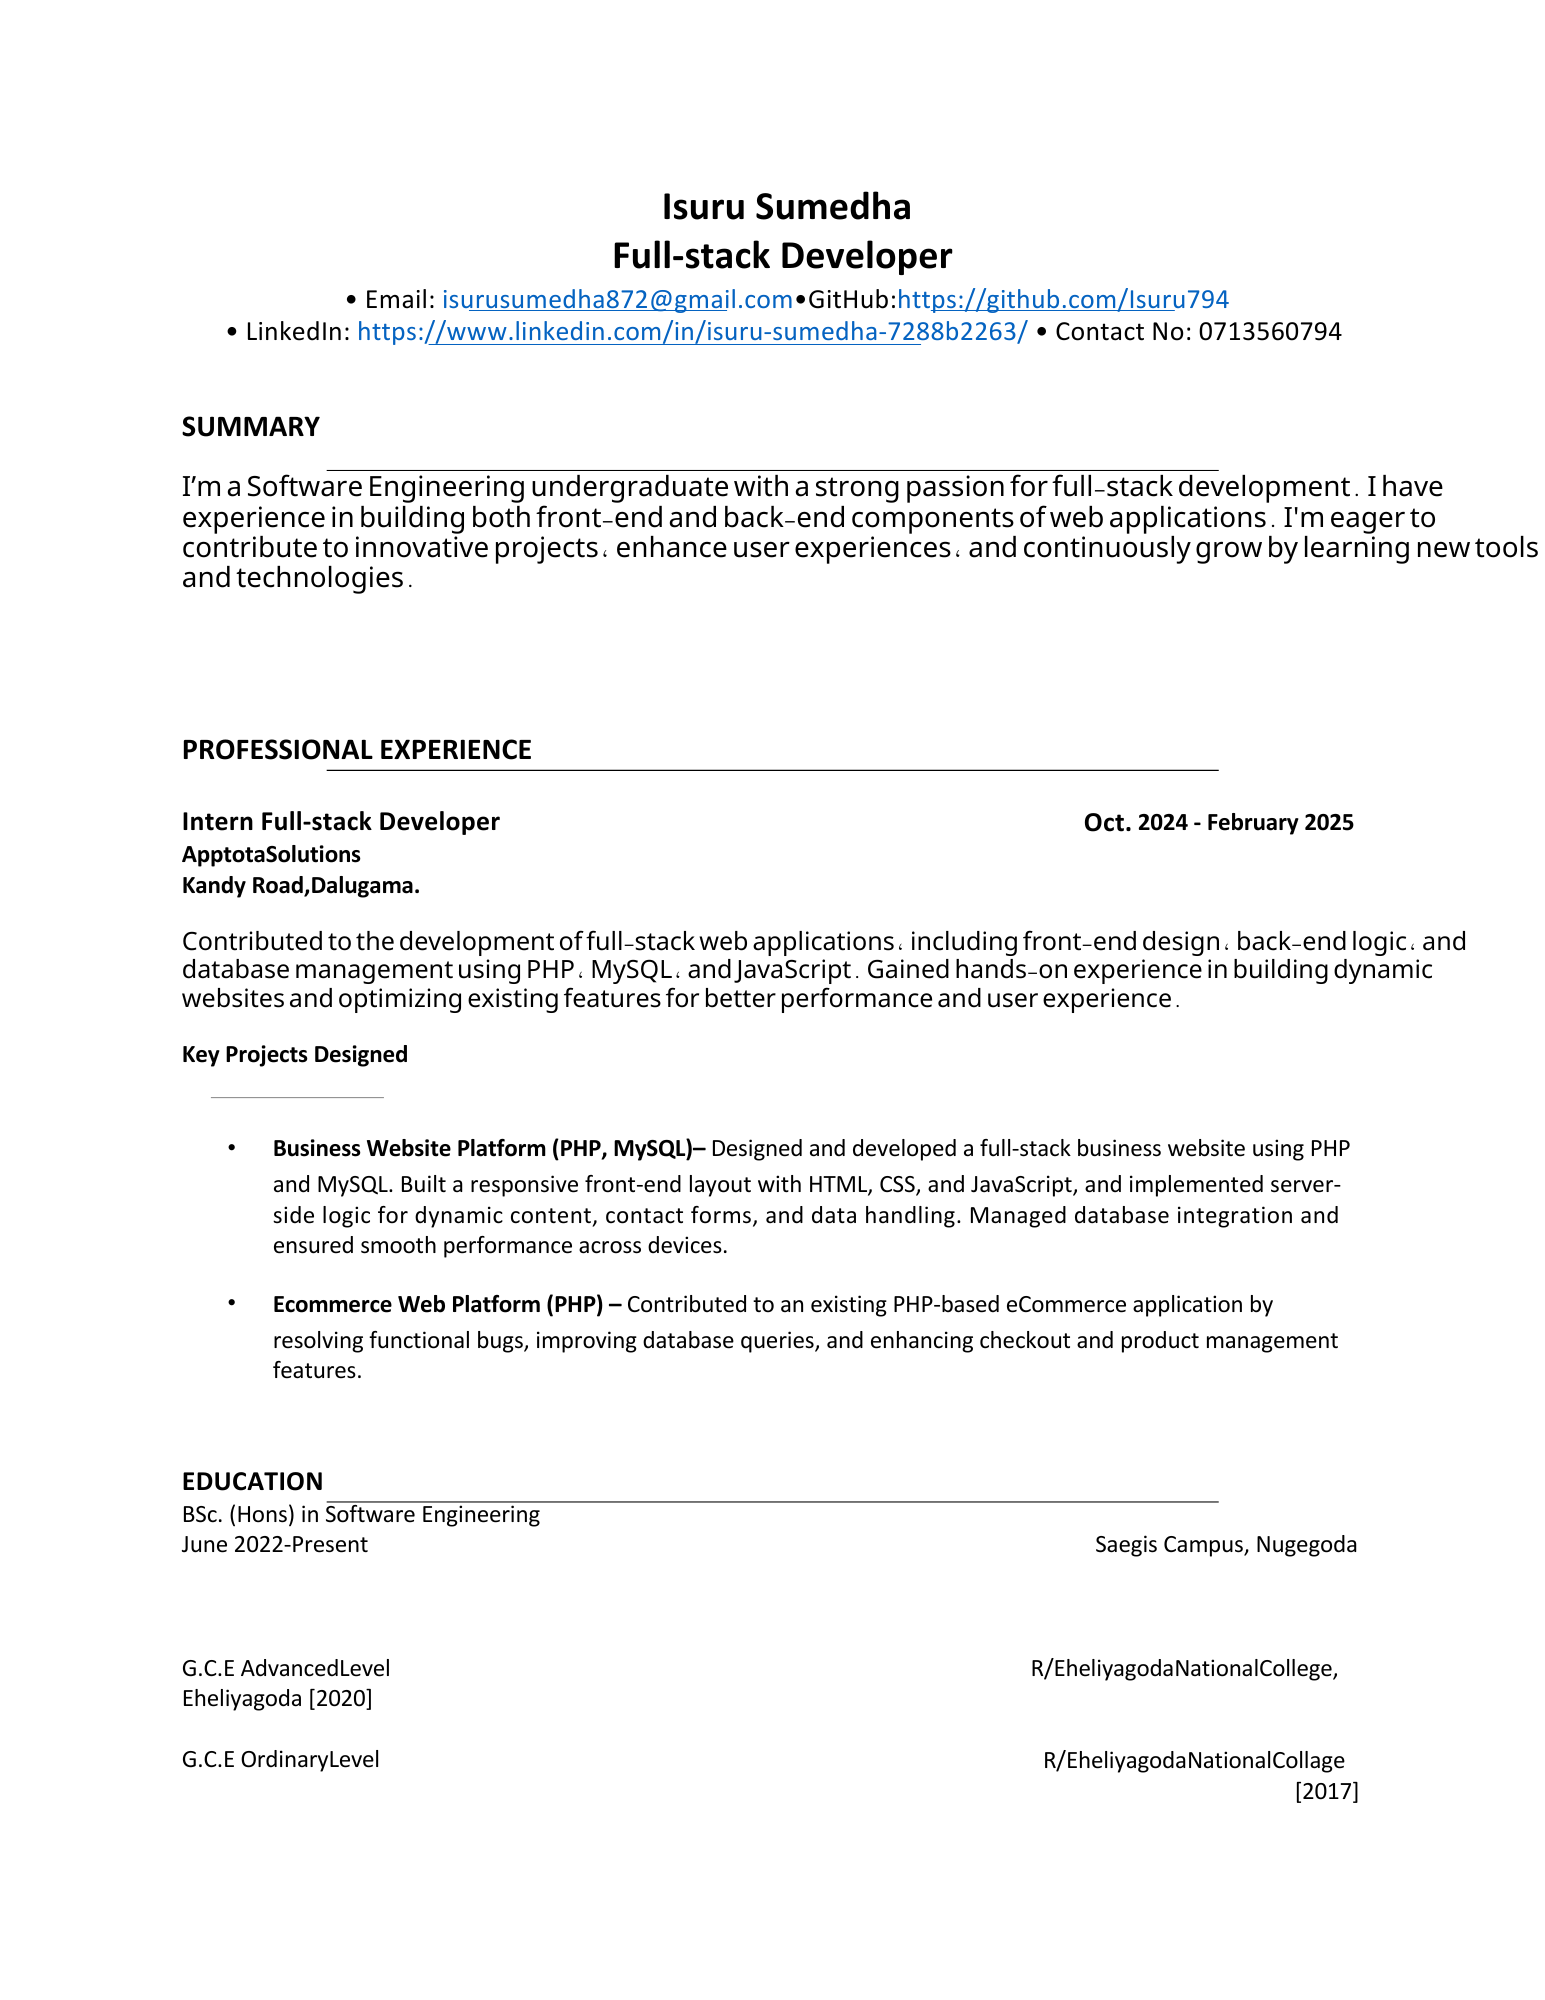 Isuru Sumedha
Full-stack Developer
• Email: isurusumedha872@gmail.com•GitHub:https://github.com/Isuru794
• LinkedIn: https://www.linkedin.com/in/isuru-sumedha-7288b2263/ • Contact No: 0713560794
SUMMARY
I’m a Software Engineering undergraduate with a strong passion for full-stack development. I have
experience in building both front-end and back-end components of web applications. I'm eager to
contribute to innovative projects، enhance user experiences، and continuously grow by learning new tools
and technologies.
PROFESSIONAL EXPERIENCE
Intern Full-stack Developer Oct. 2024 - February 2025
ApptotaSolutions
Kandy Road,Dalugama.
Contributed to the development of full-stack web applications، including front-end design، back-end logic، and
database management using PHP، MySQL، and JavaScript. Gained hands-on experience in building dynamic
websites and optimizing existing features for better performance and user experience.
Key Projects Designed
• Business Website Platform (PHP, MySQL)– Designed and developed a full-stack business website using PHP
and MySQL. Built a responsive front-end layout with HTML, CSS, and JavaScript, and implemented server-
side logic for dynamic content, contact forms, and data handling. Managed database integration and
ensured smooth performance across devices.
• Ecommerce Web Platform (PHP) – Contributed to an existing PHP-based eCommerce application by
resolving functional bugs, improving database queries, and enhancing checkout and product management
features.
EDUCATION
BSc. (Hons) in Software Engineering
June 2022-Present Saegis Campus, Nugegoda
G.C.E AdvancedLevel R/EheliyagodaNationalCollege,
Eheliyagoda [2020]
G.C.E OrdinaryLevel R/EheliyagodaNationalCollage
[2017]